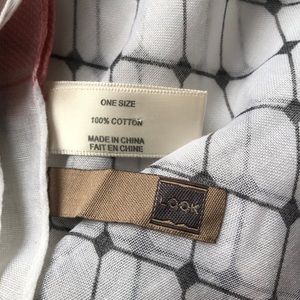 ONE SIZE
100% COTTON
MADE IN CHINA
FAIT EN CHINE
LOOK